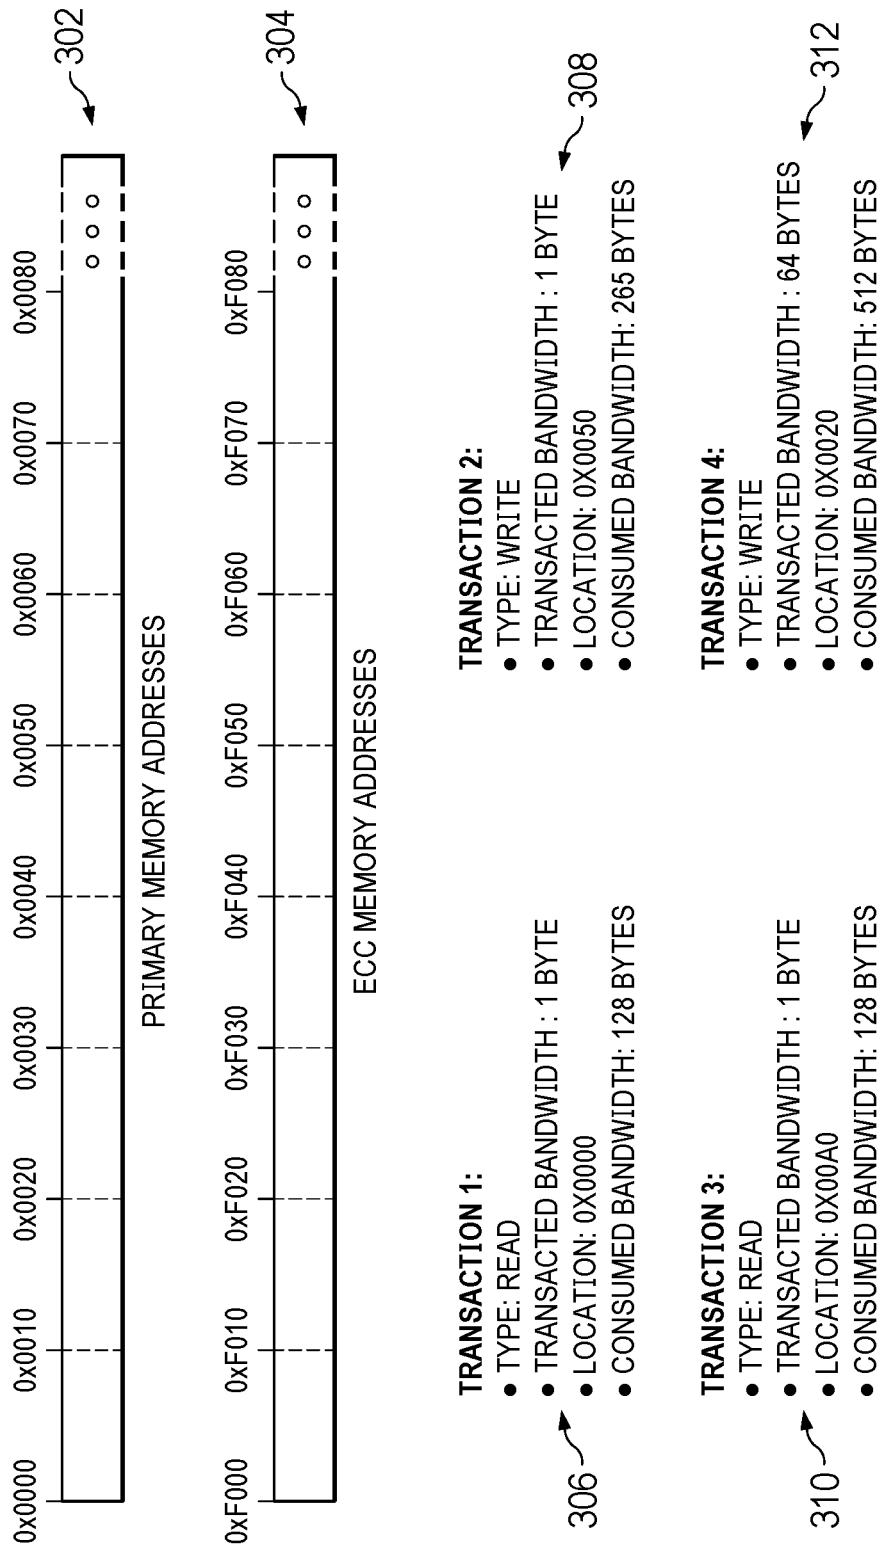 0x0000 0x0010 0x0020 0x0030 0x0040 0x0050 0x0060 0x0070 0x0080
302
PRIMARY MEMORY ADDRESSES
0xF000 0xF010 0xF020 0xF030 0xF040 0xF050 0xF060 0xF070 0xF080
304
ECC MEMORY ADDRESSES
TRANSACTION 1:
• TYPE: READ
• TRANSACTED BANDWIDTH : 1 BYTE
• LOCATION: 0X0000
• CONSUMED BANDWIDTH: 128 BYTES
306
TRANSACTION 2:
• TYPE: WRITE
• TRANSACTED BANDWIDTH : 1 BYTE
• LOCATION: 0X0050
• CONSUMED BANDWIDTH: 265 BYTES
308
TRANSACTION 3:
• TYPE: READ
• TRANSACTED BANDWIDTH : 1 BYTE
• LOCATION: 0X00A0
• CONSUMED BANDWIDTH: 128 BYTES
310
TRANSACTION 4:
• TYPE: WRITE
• TRANSACTED BANDWIDTH : 64 BYTES
• LOCATION: 0X0020
• CONSUMED BANDWIDTH: 512 BYTES
312